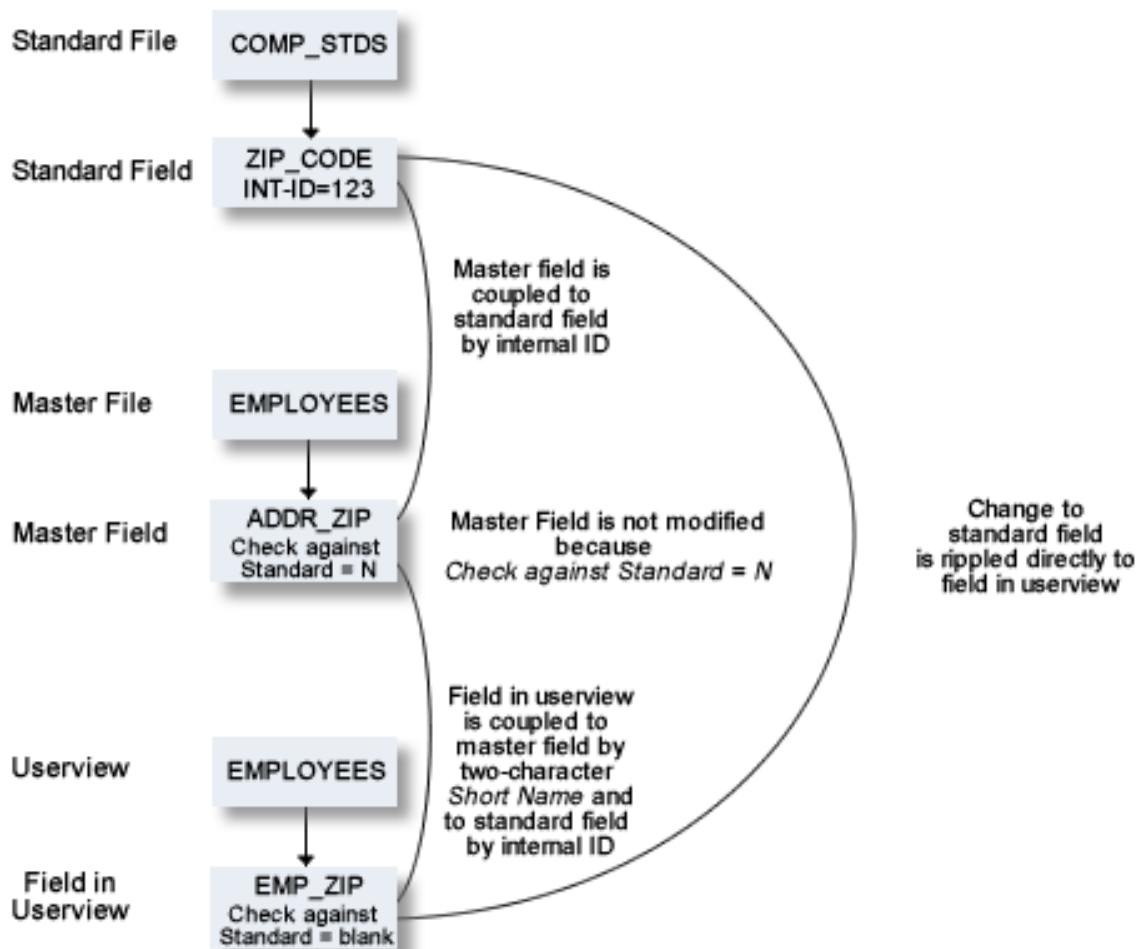 Standard File
COMP_STDS
Standard Field
ZIP_CODE
INT-ID=123
Master field is
coupled to
standard field
by internal ID
Master File
EMPLOYEES
Master Field
ADDR_ZIP
Check against
Standard = N
Master Field is not modified
because
Check against Standard = N
Change to
standard field
is rippled directly to
field in userview
Field in userview
is coupled to
master field by
two-character
Short Name and
to standard field
by internal ID
Userview
EMPLOYEES
Field in
Userview
EMP_ZIP
Check against
Standard = blank